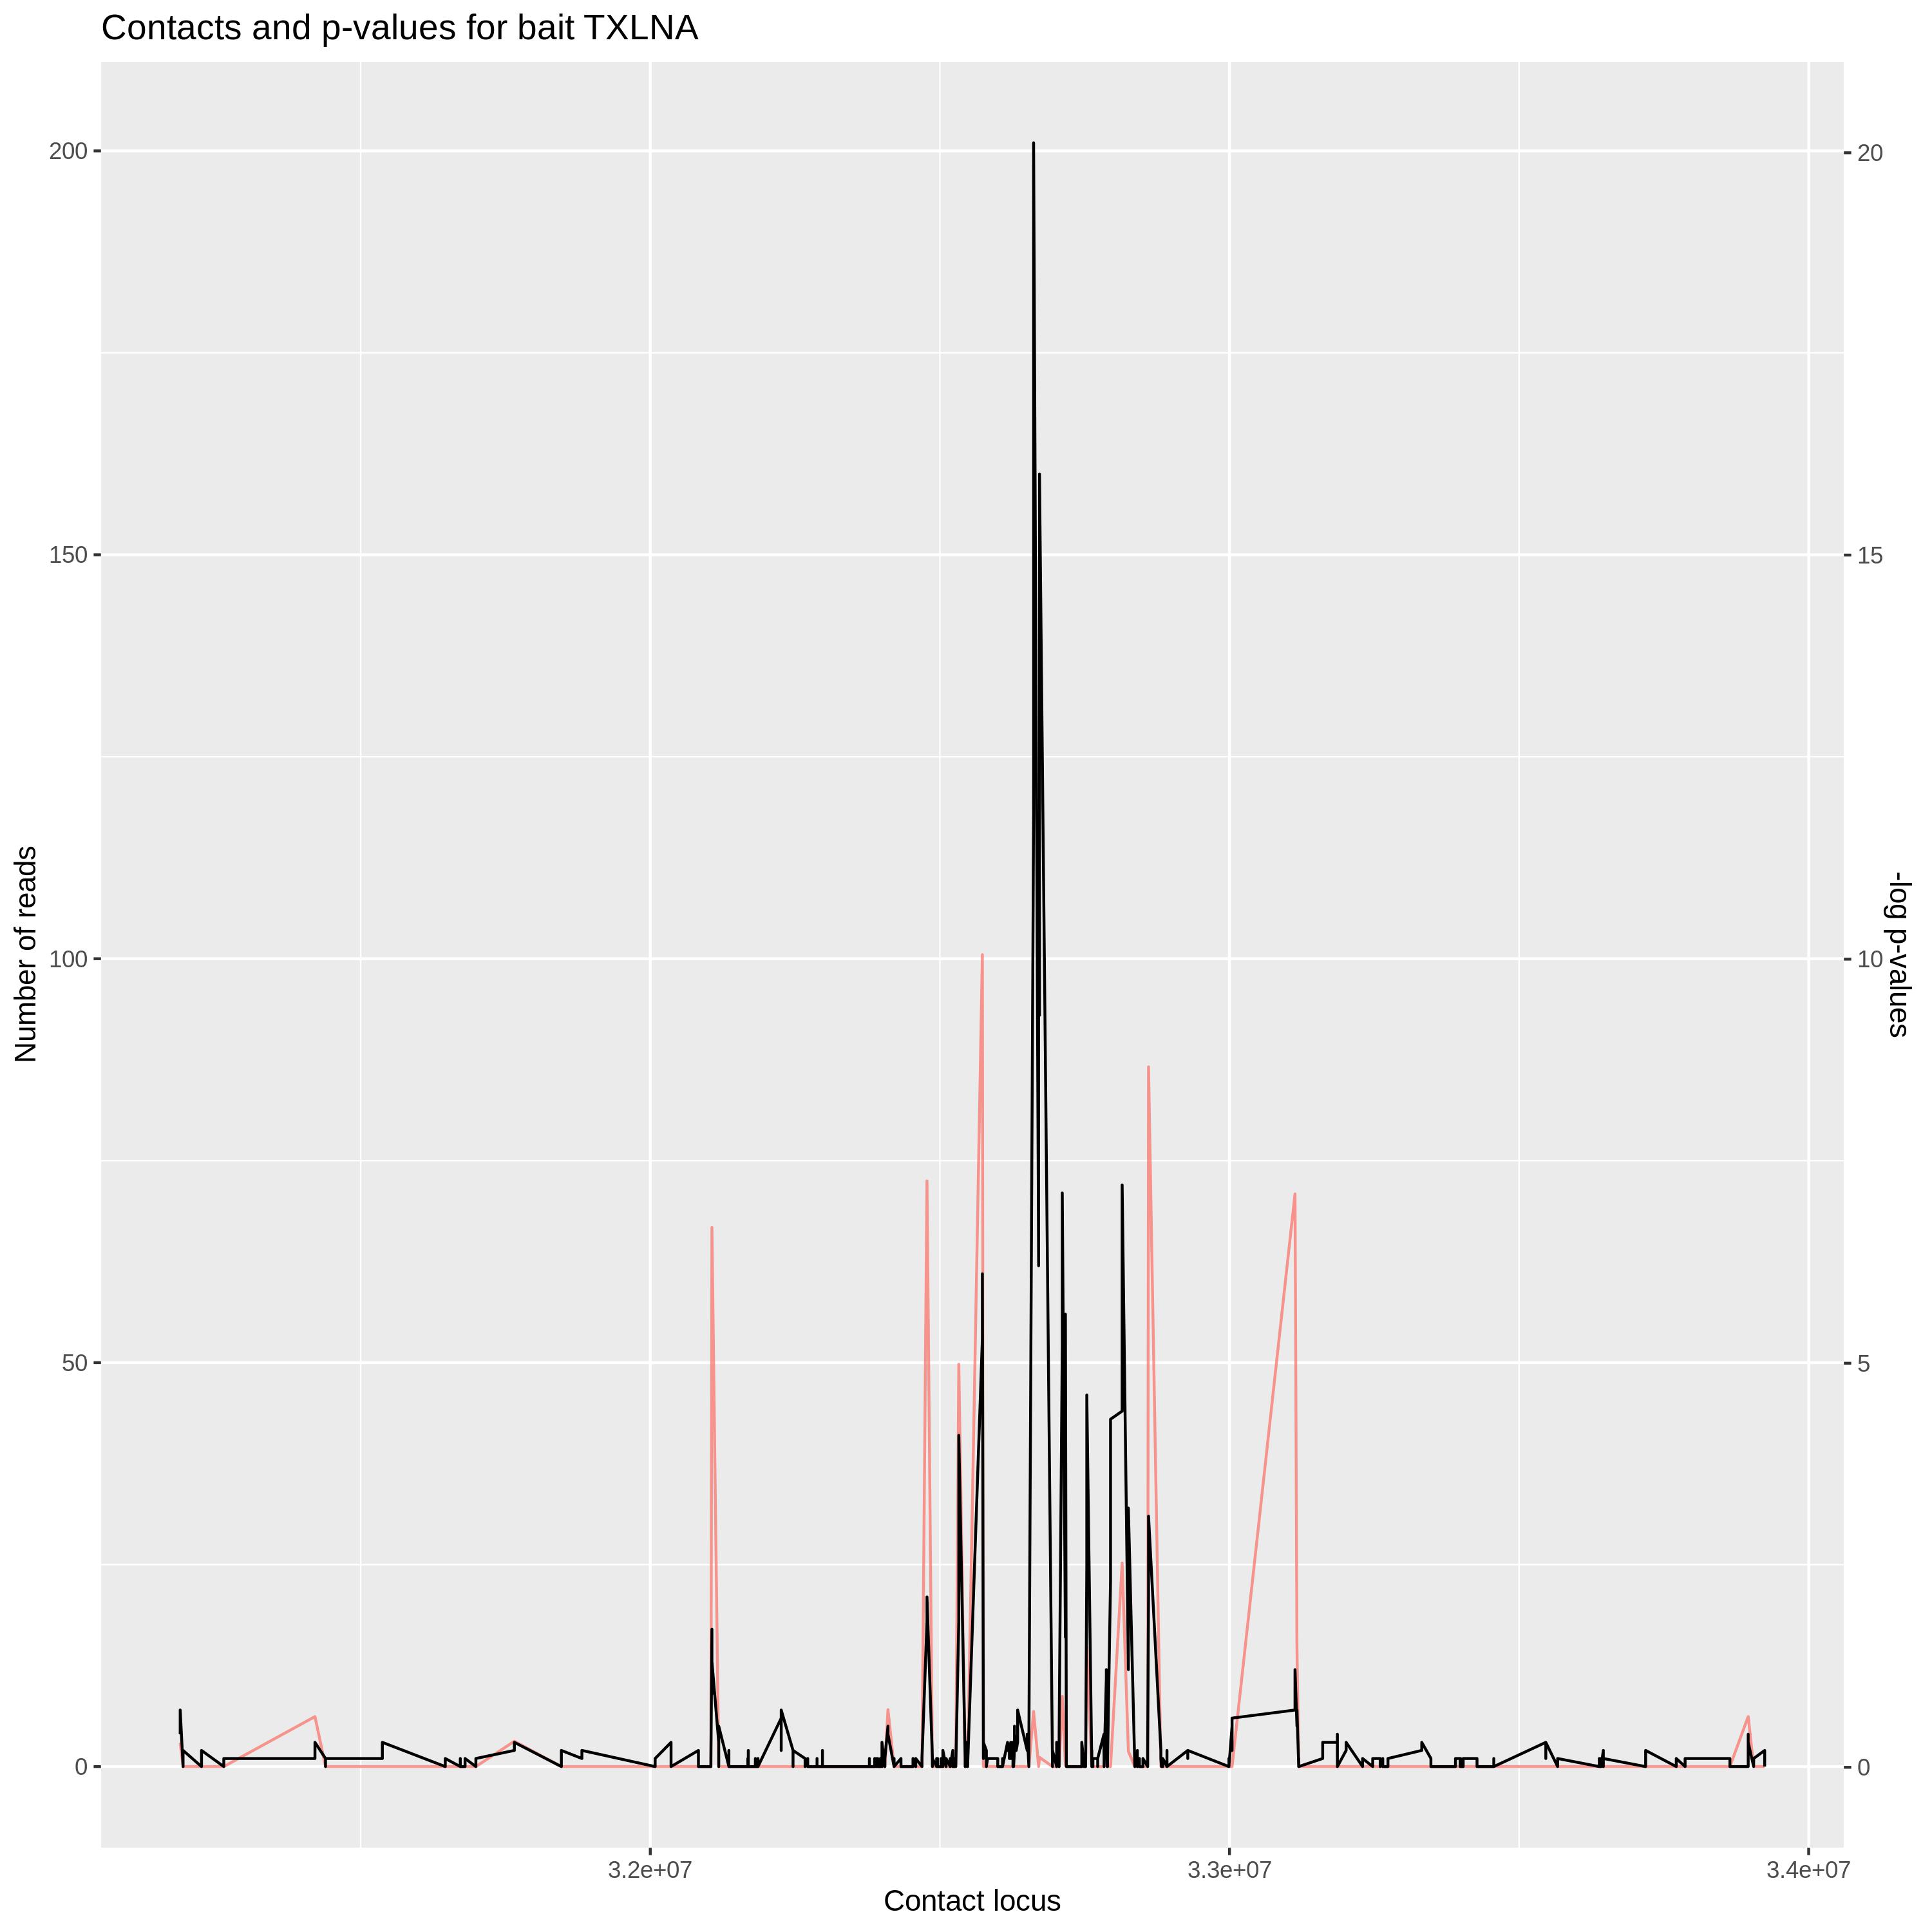 Contacts and p-values for bait TXLNA
200
150
100
50
0
Number of reads
20
15
10
5
0
-log p-values
3.2e+07
3.3e+07
3.4e+07
Contact locus